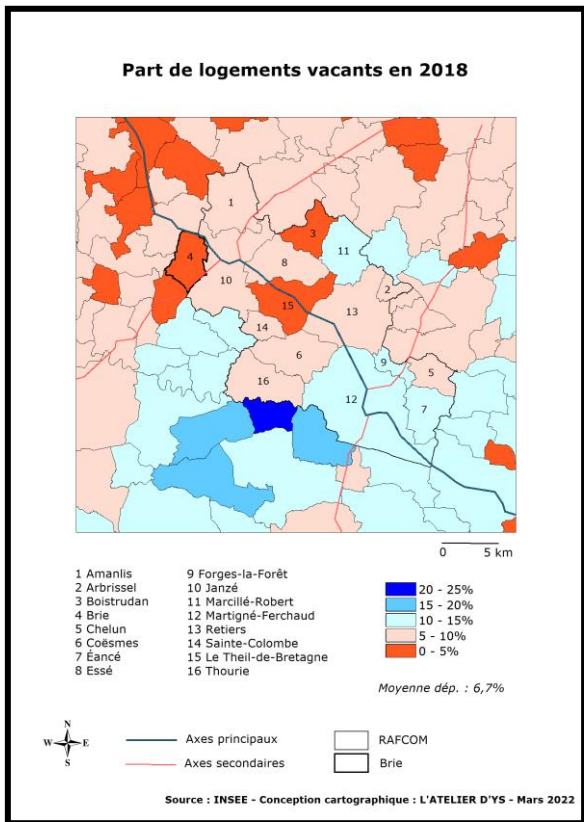 Part de logements vacants en 2018
1
3
11
4
8
10
2
15
13
14
6
9
5
16
12
7
0 5 km
1 Amanlis
2 Arbrissel
3 Boistrudan
4 Brie
5 Chelun
6 Coësmes
7 Éancé
8 Essé
9 Forges-la-Forêt
10 Janzé
11 Marcillé-Robert
12 Martigné-Ferchaud
13 Retiers
14 Sainte-Colombe
15 Le Theil-de-Bretagne
16 Thourie
20 - 25%
15 - 20%
10 - 15%
5 - 10%
0 - 5%
Moyenne dép. : 6,7%
N
W E
S
Axes principaux
Axes secondaires
RAFCOM
Brie
Source : INSEE - Conception cartographique : L'ATELIER D'YS - Mars 2022